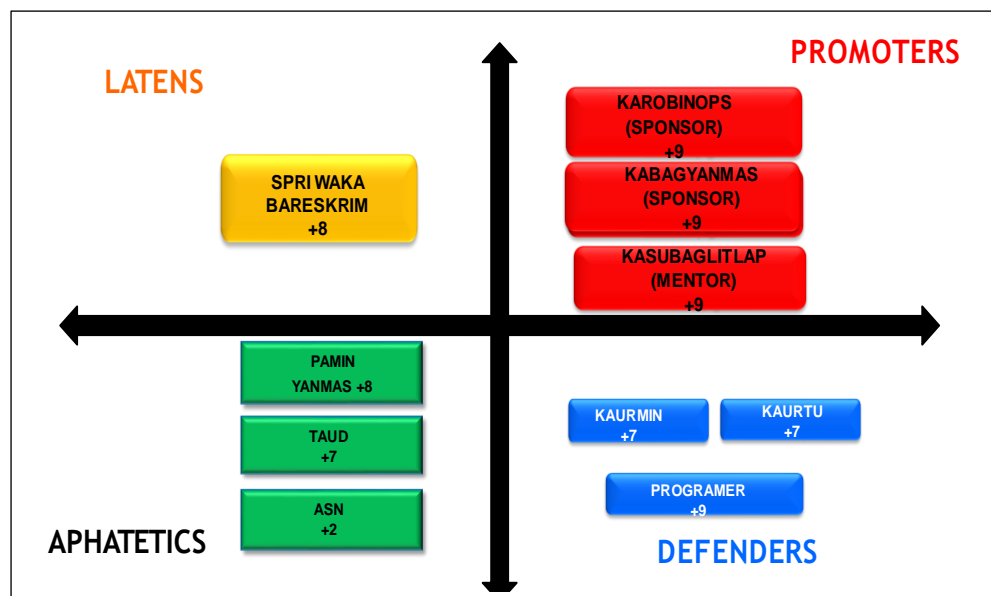 PROMOTERS
LATENS
KAROBINOPS
(SPONSOR)
+9
KABAGYANMAS
(SPONSOR)
+9
SPRI WAKA
BARESKRIM
+8
KASUBAGLITLAP
(MENTOR)
+9
PAMIN
YANMAS +8
TAUD
+7
ASN
+2
KAURMIN
+7
KAURTU
+7
PROGRAMER
+9
APHATETICS
DEFENDERS